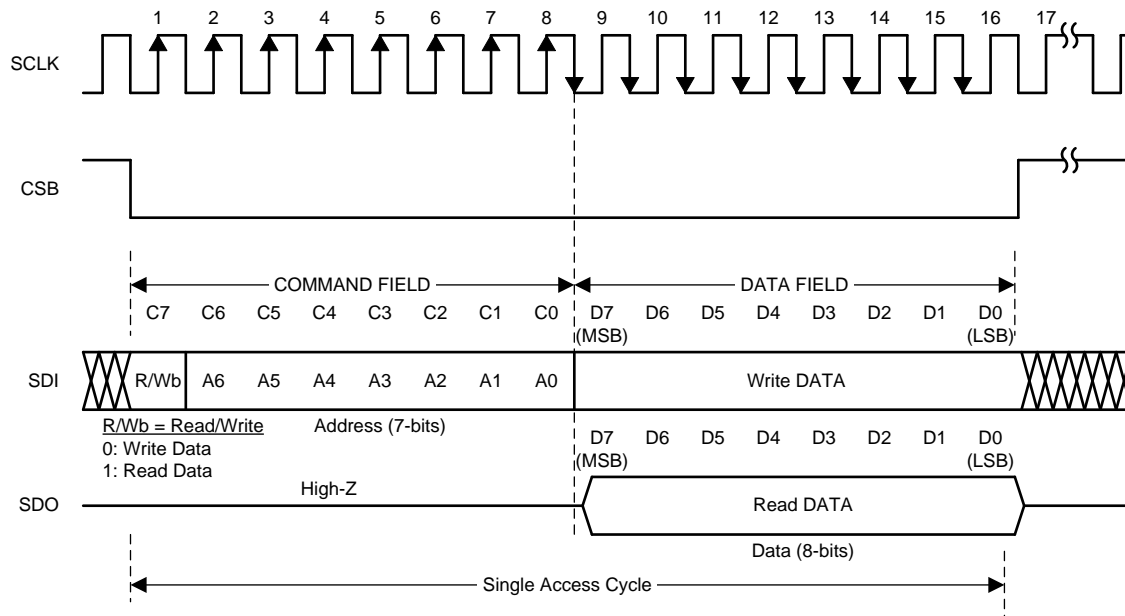 1 2 3 4 5 6 7 8 9 10 11 12 13 14 15 16 17
SCLK
CSB
COMMAND FIELD DATA FIELD
C7 C6 C5 C4 C3 C2 C1 C0 D7 D6 D5 D4 D3 D2 D1 D0
(MSB) (LSB)
SDI R/Wb A6 A5 A4 A3 A2 A1 A0 Write DATA
R/Wb = Read/Write Address (7-bits)
0: Write Data
1: Read Data
D7 D6 D5 D4 D3 D2 D1 D0
(MSB) (LSB)
High-Z
SDO Read DATA
Data (8-bits)
Single Access Cycle